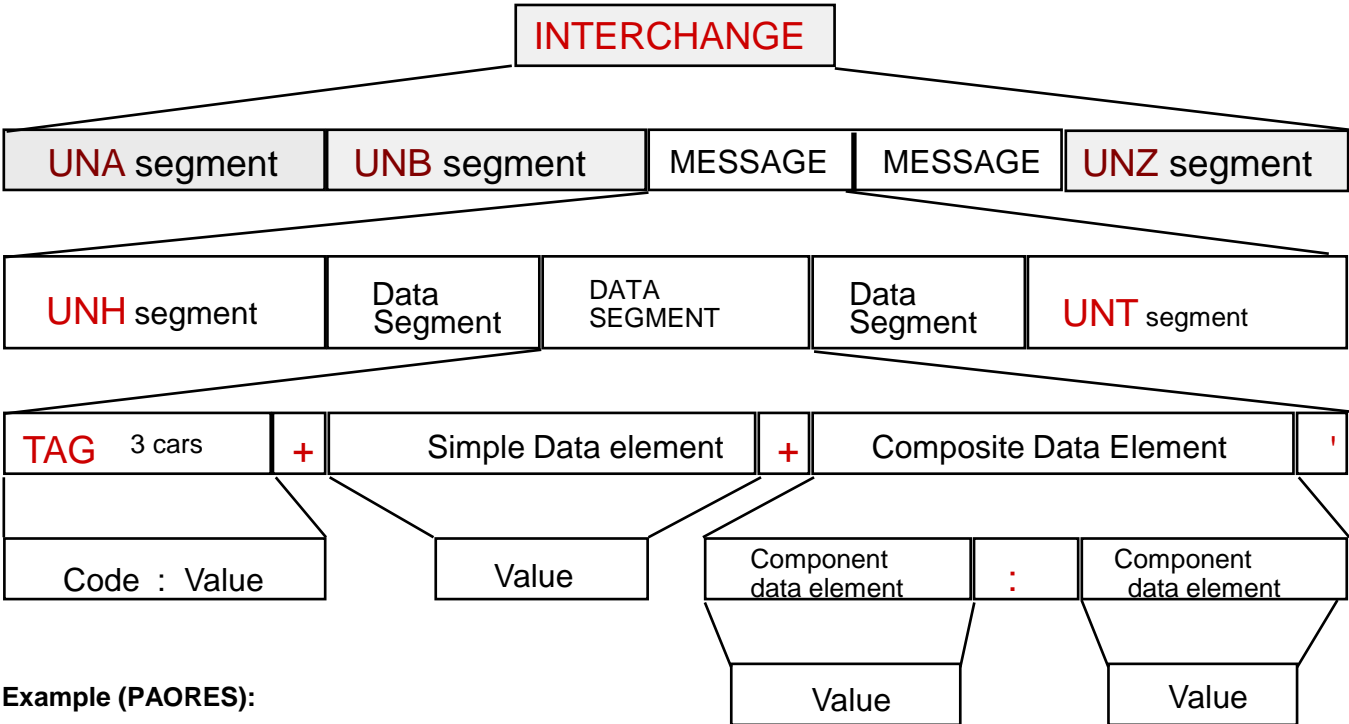 INTERCHANGE
UNA segment UNB segment MESSAGE MESSAGE UNZ segment
UNH segment Data Segment DATA SEGMENT Data Segment UNT segment
TAG 3 cars + Simple Data element + Composite Data Element '
Code : Value Value Component data element : Component data element
Example (PAORES): Value Value